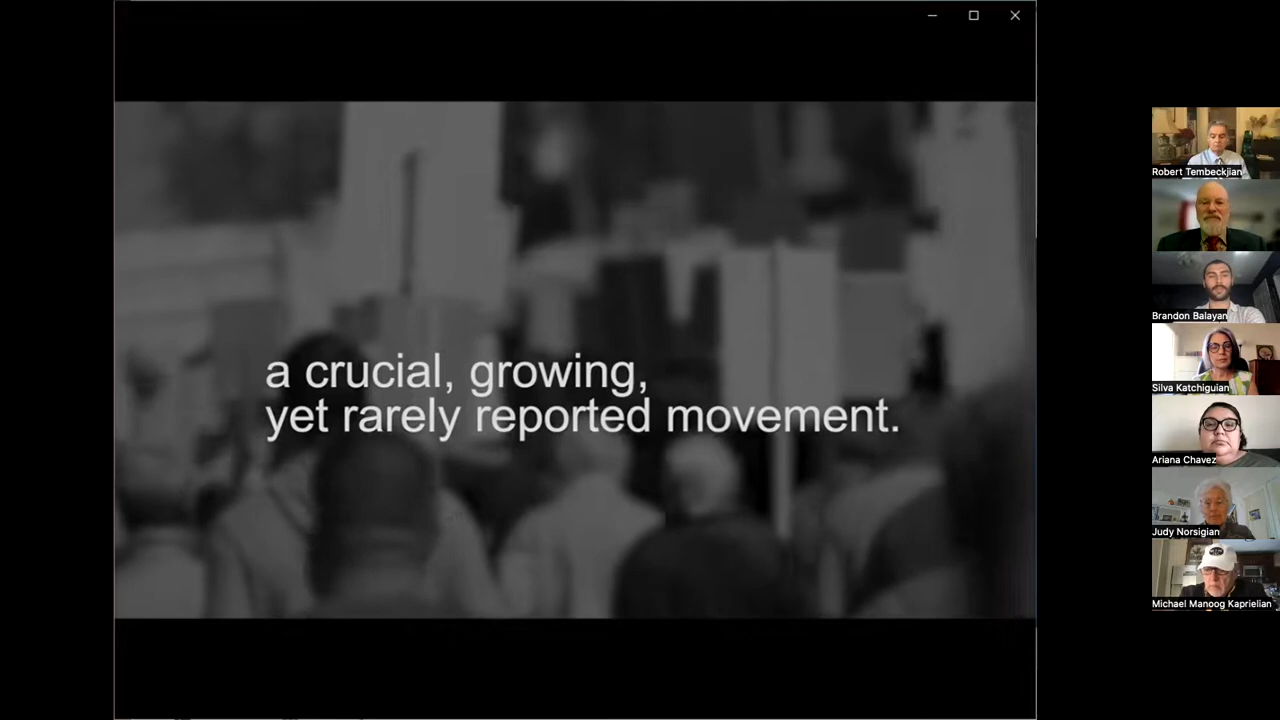 a crucial, growing,
yet rarely reported movement.
Robert Tembeckjian
Brandon Balayan
Silva Katchiguian
Ariana Chavez
Judy Norsigian
Michael Manoog Kaprielian